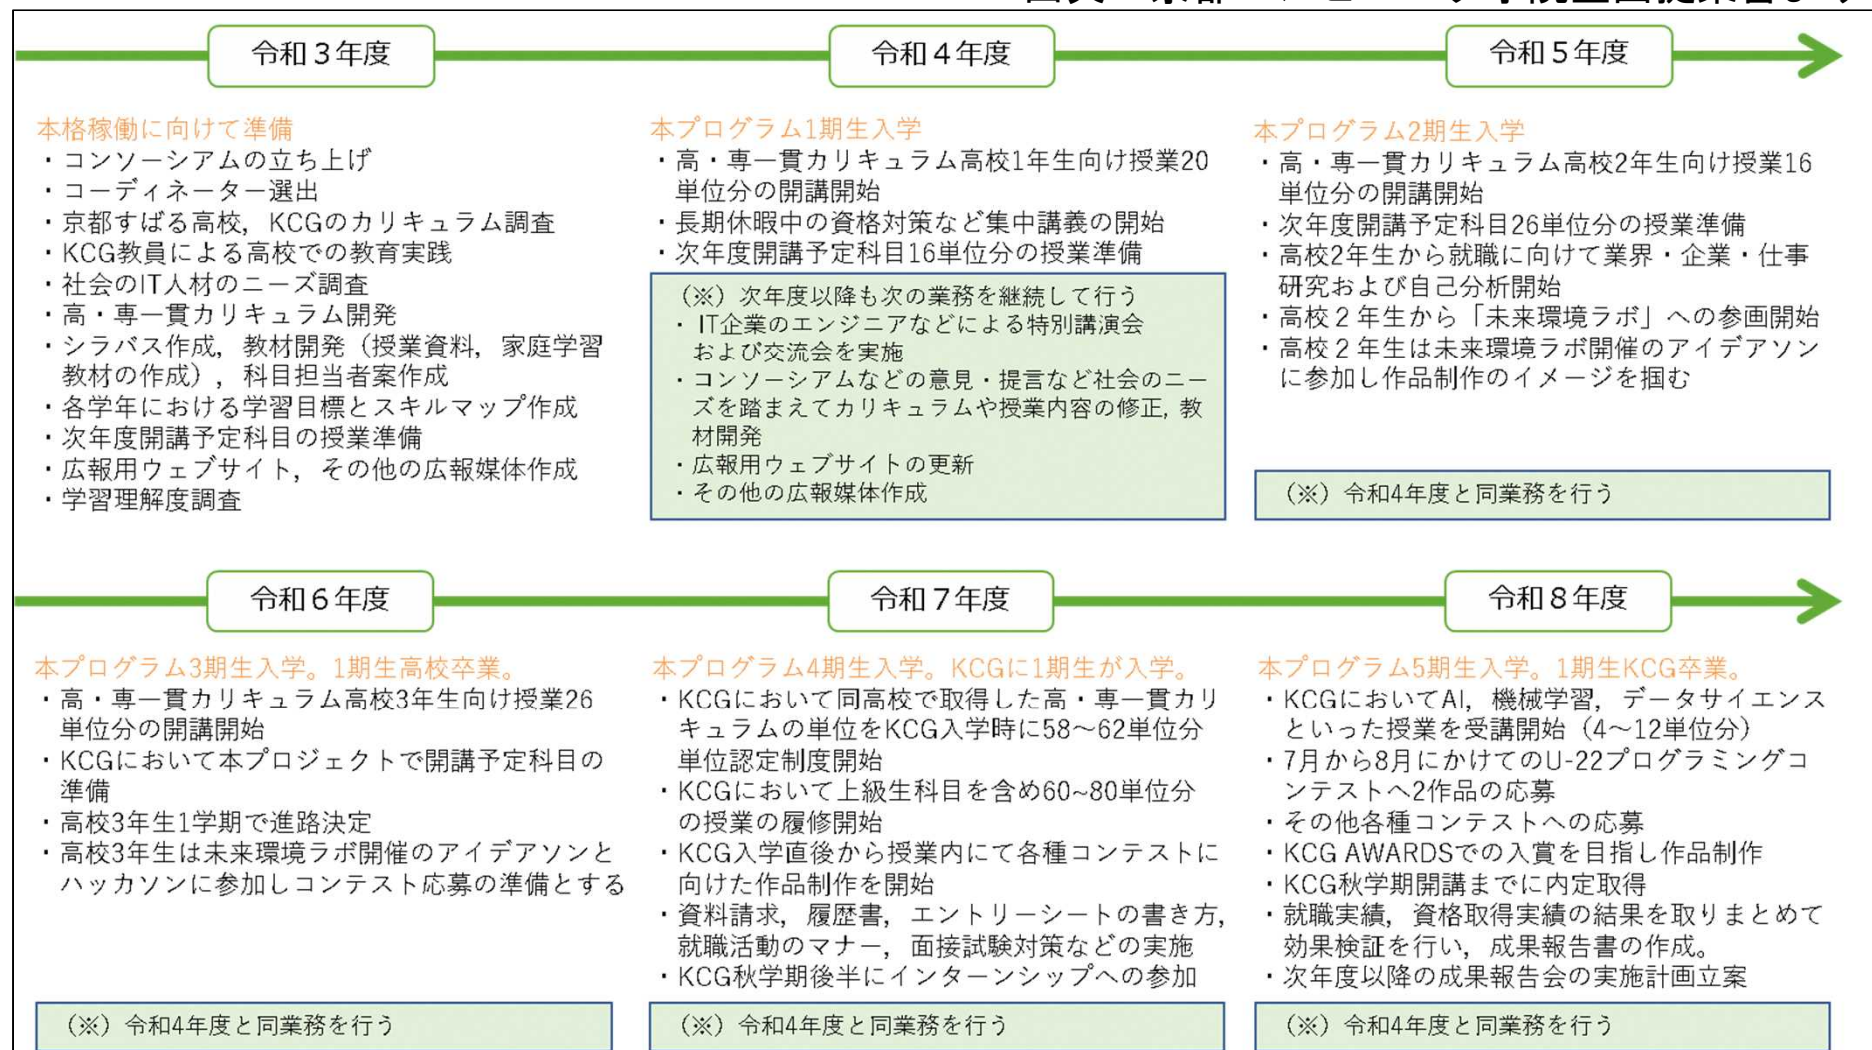 令和３年度
本格稼働に向けて準備
・コンソーシアムの立ち上げ
・コーディネーター選出
・京都すばる高校，KCGのカリキュラム調査
・KCG教員による高校での教育実践
・社会のIT人材のニーズ調査
・高・専一貫カリキュラム開発
・シラバス作成，教材開発（授業資料，家庭学習
教材の作成），科目担当者案作成
・各学年における学習目標とスキルマップ作成
・次年度開講予定科目の授業準備
・広報用ウェブサイト，その他の広報媒体作成
・学習理解度調査
令和４年度
本プログラム1期生入学
・高・専一貫カリキュラム高校1年生向け授業20
単位分の開講開始
・長期休暇中の資格対策など集中講義の開始
・次年度開講予定科目16単位分の授業準備
（※）次年度以降も次の業務を継続して行う
・IT企業のエンジニアなどによる特別講演会
および交流会を実施
・コンソーシアムなどの意見・提言など社会のニー
ズを踏まえてカリキュラムや授業内容の修正, 教
材開発
・広報用ウェブサイトの更新
・その他の広報媒体作成
令和５年度
本プログラム2期生入学
・高・専一貫カリキュラム高校2年生向け授業16
単位分の開講開始
・次年度開講予定科目26単位分の授業準備
・高校2年生から就職に向けて業界・企業・仕事
研究および自己分析開始
・高校２年生から「未来環境ラボ」への参画開始
・高校２年生は未来環境ラボ開催のアイデアソン
に参加し作品制作のイメージを掴む
（※）令和4年度と同業務を行う
令和６年度
本プログラム3期生入学。1期生高校卒業。
・高・専一貫カリキュラム高校3年生向け授業26
単位分の開講開始
・KCGにおいて本プロジェクトで開講予定科目の
準備
・高校3年生1学期で進路決定
・高校3年生は未来環境ラボ開催のアイデアソンと
ハッカソンに参加しコンテスト応募の準備とする
（※）令和4年度と同業務を行う
令和７年度
本プログラム4期生入学。KCGに1期生が入学。
・KCGにおいて同高校で取得した高・専一貫カリ
キュラムの単位をKCG入学時に58～62単位分
単位認定制度開始
・KCGにおいて上級生科目を含め60~80単位分
の授業の履修開始
・KCG入学直後から授業内にて各種コンテストに
向けた作品制作を開始
・資料請求，履歴書，エントリーシートの書き方，
就職活動のマナー，面接試験対策などの実施
・KCG秋学期後半にインターンシップへの参加
（※）令和4年度と同業務を行う
令和８年度
本プログラム5期生入学。1期生KCG卒業。
・KCGにおいてAI，機械学習，データサイエンス
といった授業を受講開始（4～12単位分）
・7月から8月にかけてのU-22プログラミングコ
ンテストへ2作品の応募
・その他各種コンテストへの応募
・KCG AWARDSでの入賞を目指し作品制作
・KCG秋学期開講までに内定取得
・就職実績，資格取得実績の結果を取りまとめて
効果検証を行い，成果報告書の作成。
・次年度以降の成果報告会の実施計画立案
（※）令和4年度と同業務を行う